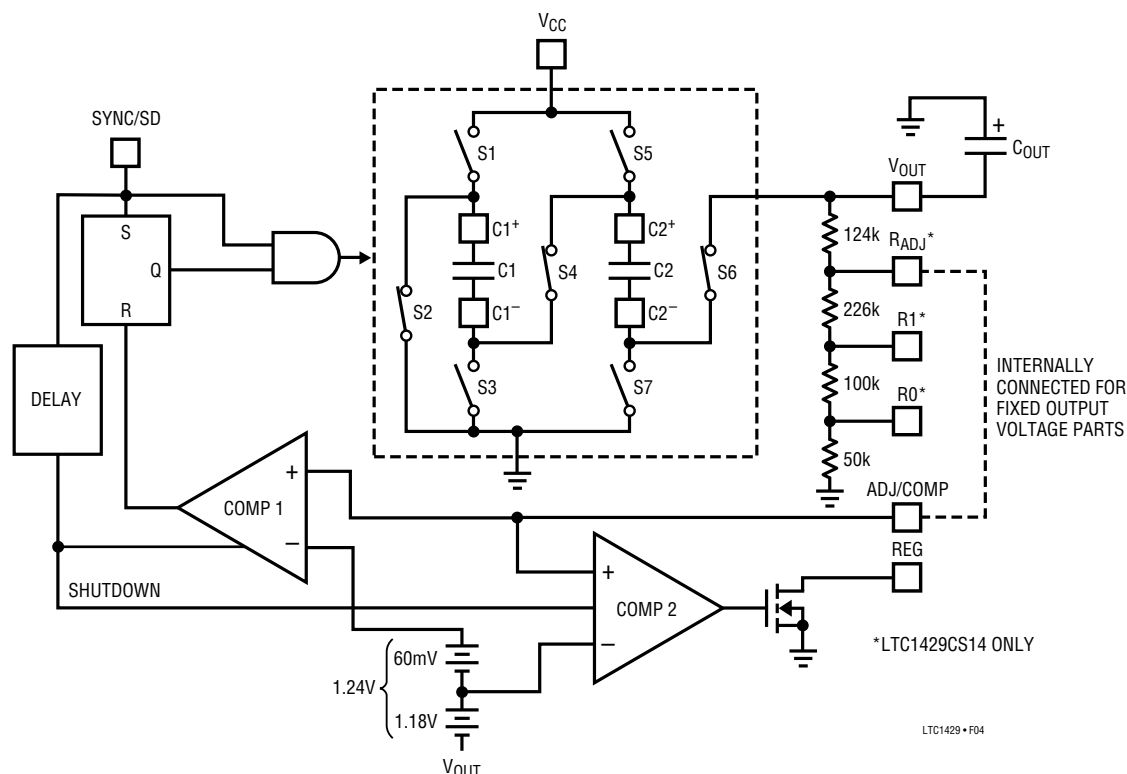 VCC
SYNC/SD
S1
S5
+
COUT
VOUT
S
Q
R
C1+
C1
C1−
S2
S4
C2+
C2
C2−
S6
S3
S7
124k
RADJ*
226k
R1*
100k
R0*
50k
INTERNALLY
CONNECTED FOR
FIXED OUTPUT
VOLTAGE PARTS
DELAY
COMP 1
+
−
ADJ/COMP
REG
SHUTDOWN
COMP 2
+
−
60mV
1.24V
1.18V
VOUT
*LTC1429CS14 ONLY
LTC1429 • F04